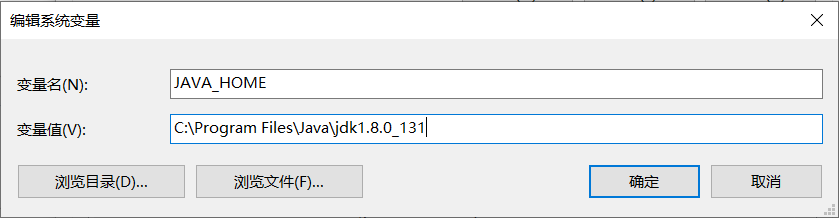 编辑系统变量
变量名(N): JAVA_HOME
变量值(V): C:\Program Files\Java\jdk1.8.0_131
浏览目录(D)... 浏览文件(F)... 确定 取消